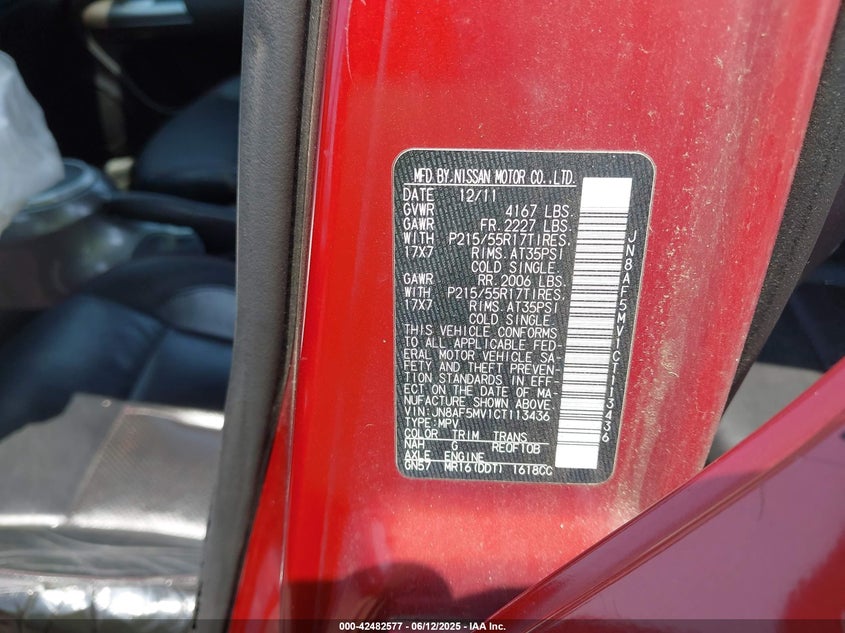 MFD BY NISSAN MOTOR CO., LTD.
DATE 12/11
GVWR 4167 LBS.
GAWR FR. 2227 LBS.
WITH P215/55R17TIRES,
17X7 RIMS, AT35PSI
COLD SINGLE.
GAWR RR. 2006 LBS.
WITH P215/55R17TIRES,
17X7 RIMS, AT35PSI
COLD SINGLE.
THIS VEHICLE CONFORMS
TO ALL APPLICABLE FED-
ERAL MOTOR VEHICLE SA-
FETY AND THEFT PREVEN-
TION STANDARDS IN EFF-
ECT ON THE DATE OF MA-
NUFACTURE SHOWN ABOVE.
VIN:JN8AF5MV1CT113436
TYPE:MPV
COLOR TRIM TRANS
NAH G RE0F10B
AXLE ENGINE
GN57 MR16(DDT) 1618CC
JN8AF5MV1CT113436
000-42482577 - 06/12/2025 - IAA Inc.